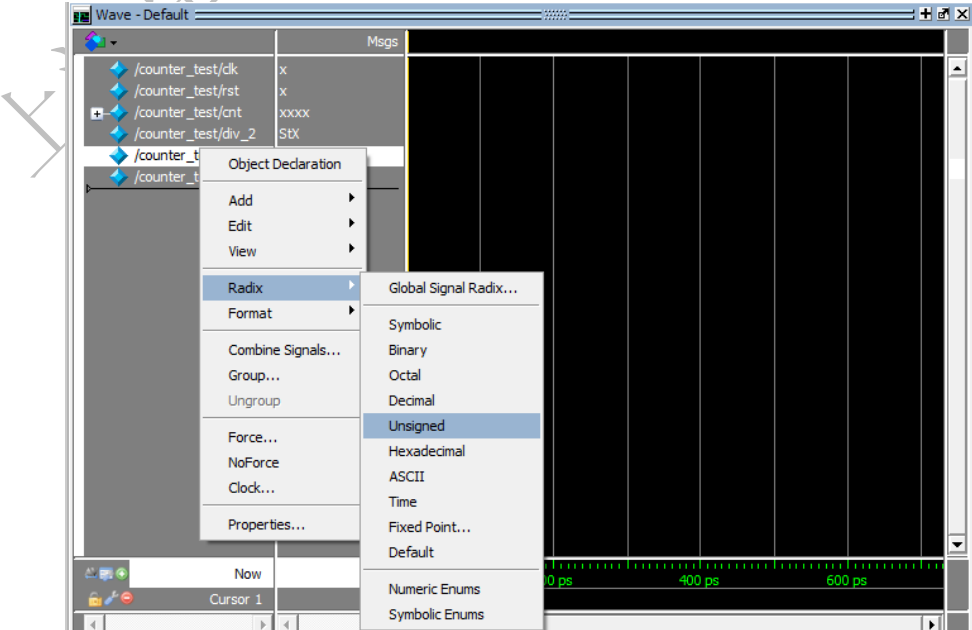 Wave - Default
Msgs
/counter_test/clk x
/counter_test/rst x
/counter_test/cnt xxxx
/counter_test/div_2 StX
/counter_t
/counter_t
Object Declaration
Add
Edit
View
Radix
Format
Combine Signals...
Group...
Ungroup
Force...
NoForce
Clock...
Properties...
Global Signal Radix...
Symbolic
Binary
Octal
Decimal
Unsigned
Hexadecimal
ASCII
Time
Fixed Point...
Default
Numeric Enums
Symbolic Enums
Now
Cursor 1
00 ps 400 ps 600 ps